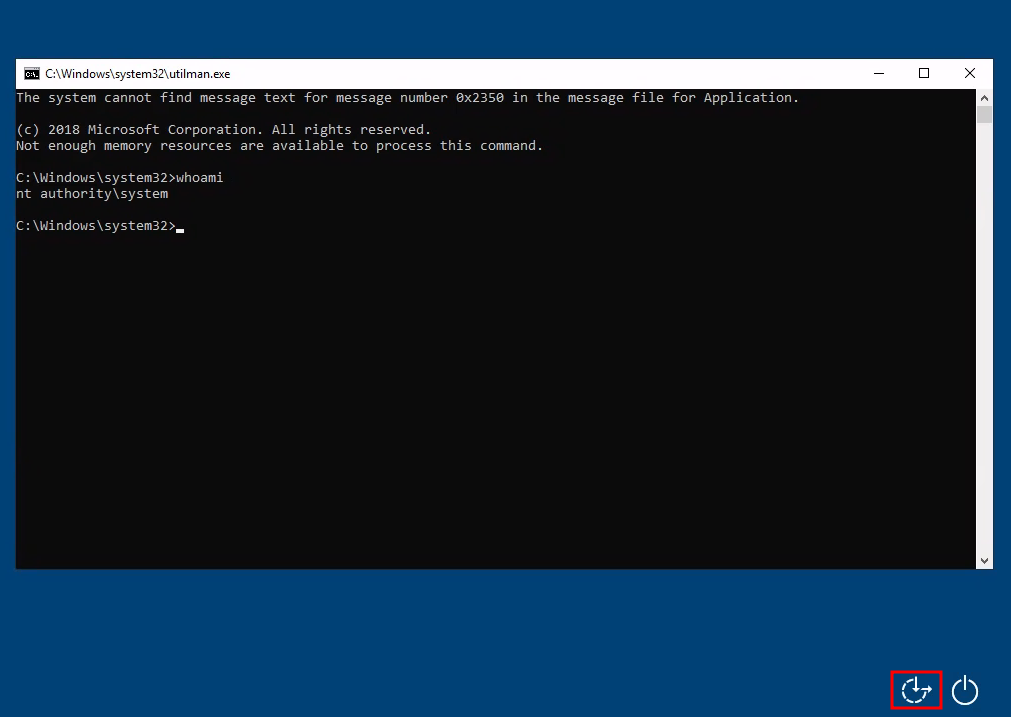 C:\Windows\system32\utilman.exe
The system cannot find message text for message number 0x2350 in the message file for Application.
(c) 2018 Microsoft Corporation. All rights reserved.
Not enough memory resources are available to process this command.
C:\Windows\system32>whoami
nt authority\system
C:\Windows\system32>